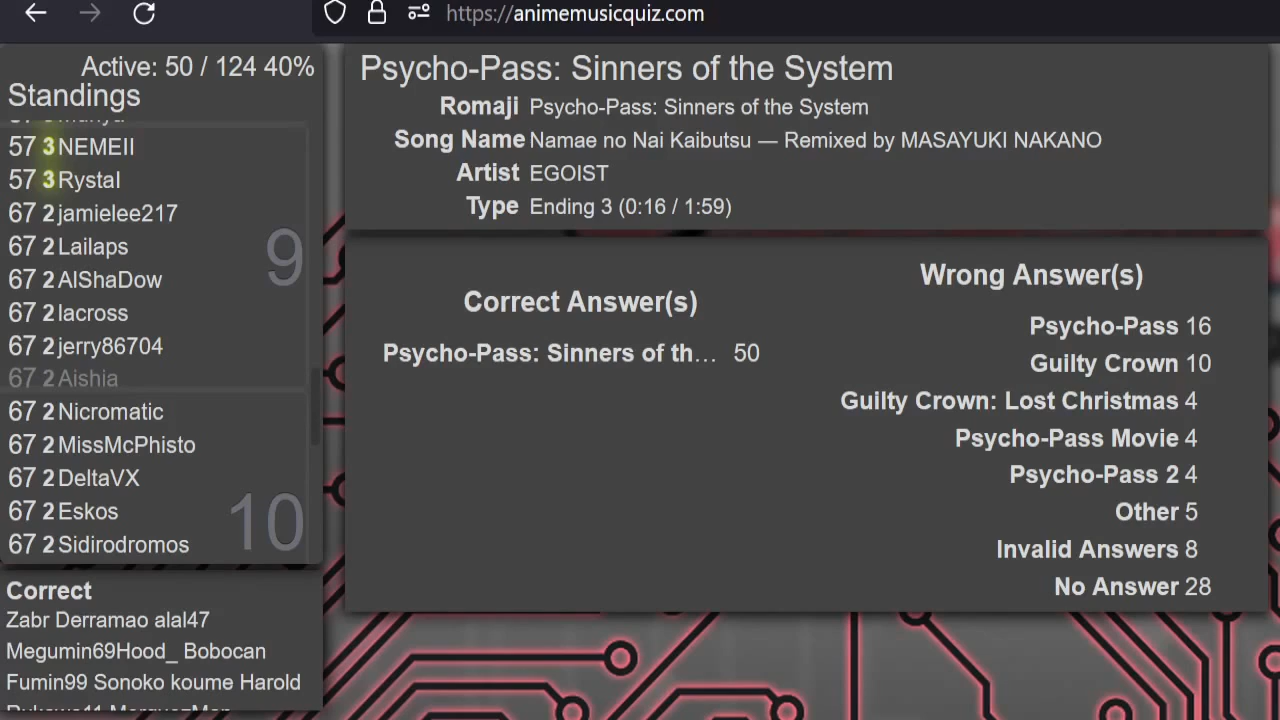 https://animemusicquiz.com
Active: 50 / 124 40%
Standings
57 3 NEMEII
57 3 Rystal
67 2 jamielee217
67 2 Lailaps
67 2 AlShaDow
67 2 lacross
67 2 jerry86704
67 2 Aishia
9
67 2 Nicromatic
67 2 MissMcPhisto
67 2 DeltaVX
67 2 Eskos
67 2 Sidirodromos
10
Correct
Zabr Derramao alal47
Megumin69Hood_ Bobocan
Fumin99 Sonoko koume Harold
Psycho-Pass: Sinners of the System
Romaji Psycho-Pass: Sinners of the System
Song Name Namae no Nai Kaibutsu — Remixed by MASAYUKI NAKANO
Artist EGOIST
Type Ending 3 (0:16 / 1:59)
Correct Answer(s)
Psycho-Pass: Sinners of th… 50
Wrong Answer(s)
Psycho-Pass 16
Guilty Crown 10
Guilty Crown: Lost Christmas 4
Psycho-Pass Movie 4
Psycho-Pass 2 4
Other 5
Invalid Answers 8
No Answer 28